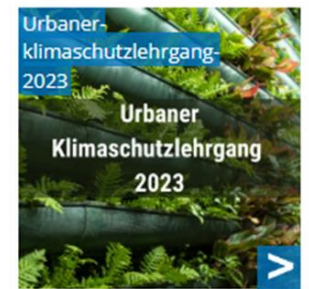 Urbaner-
klimaschutzlehrgang-
2023
Urbaner
Klimaschutzlehrgang
2023
>